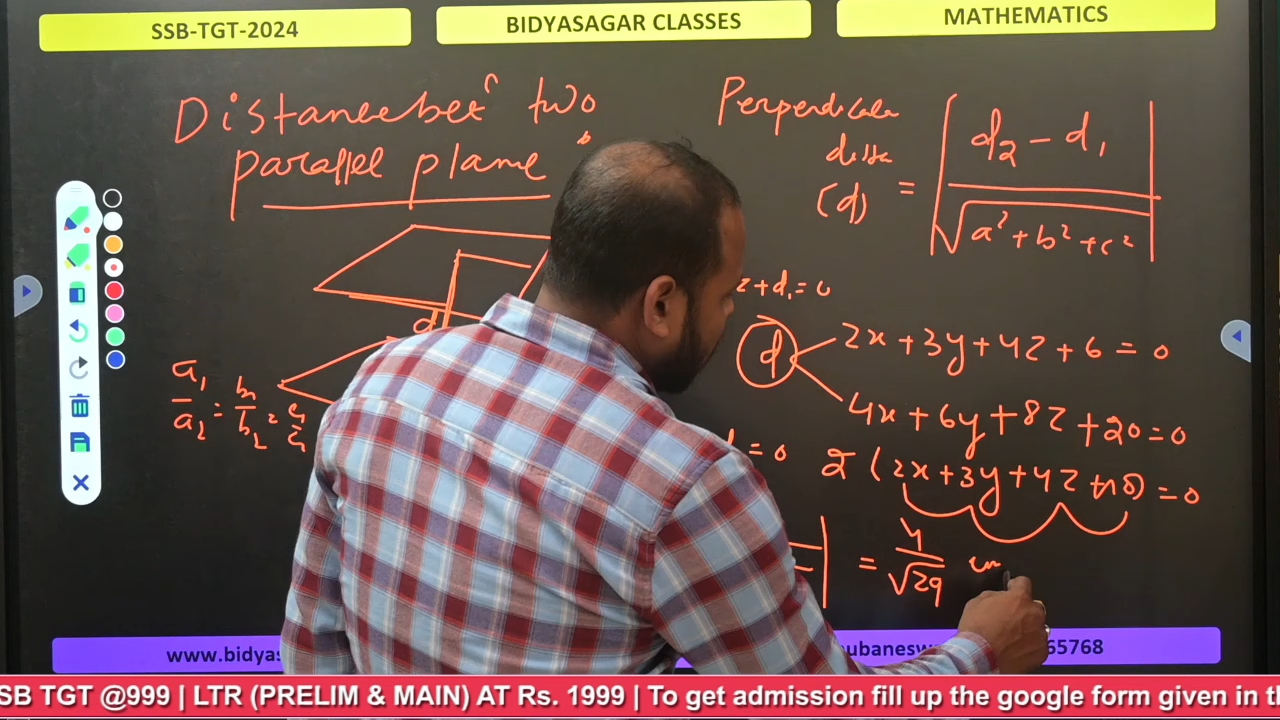 SSB-TGT-2024
BIDYASAGAR CLASSES
MATHEMATICS
Distance betⁿ two
parallel plane
Perpendicular
(d) = | d₂ - d₁ / √a² + b² + c² |
z + d₁ = 0
d
2x + 3y + 4z + 6 = 0
4x + 6y + 8z + 20 = 0
2 (2x + 3y + 4z + 10) = 0
d
a₁/a₂ = b₁/b₂ = c₁/c₂
= 0
= 4/√29
www.bidyas
ubanesw
65768
SSB TGT @999 | LTR (PRELIM & MAIN) AT Rs. 1999 | To get admission fill up the google form given in t